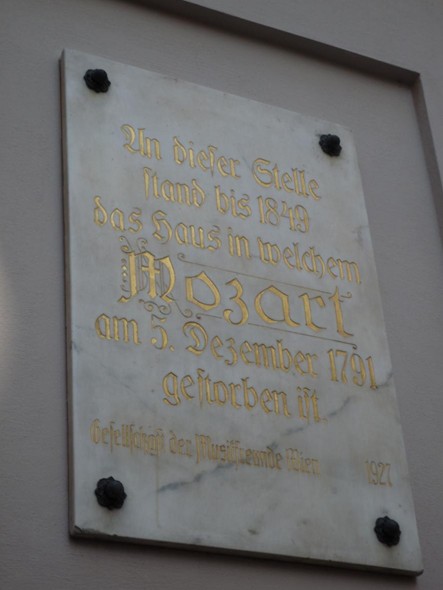 An dieser Stelle
stand bis 1849
das Haus in welchem
Mozart
am 5. Dezember 1791
gestorben ist.
Gesellschaft der Musikfreunde Wien 1927